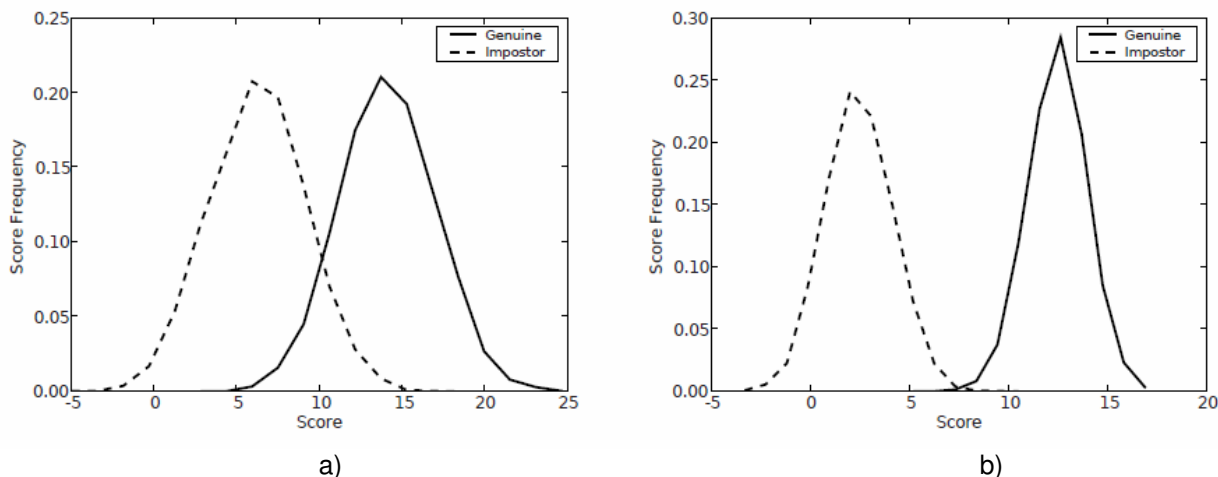 0.25
0.20
0.15
0.10
0.05
0.00
Score Frequency
-5 0 5 10 15 20 25
Score
Genuine
Impostor
a)
0.30
0.25
0.20
0.15
0.10
0.05
0.00
Score Frequency
-5 0 5 10 15 20
Score
Genuine
Impostor
b)